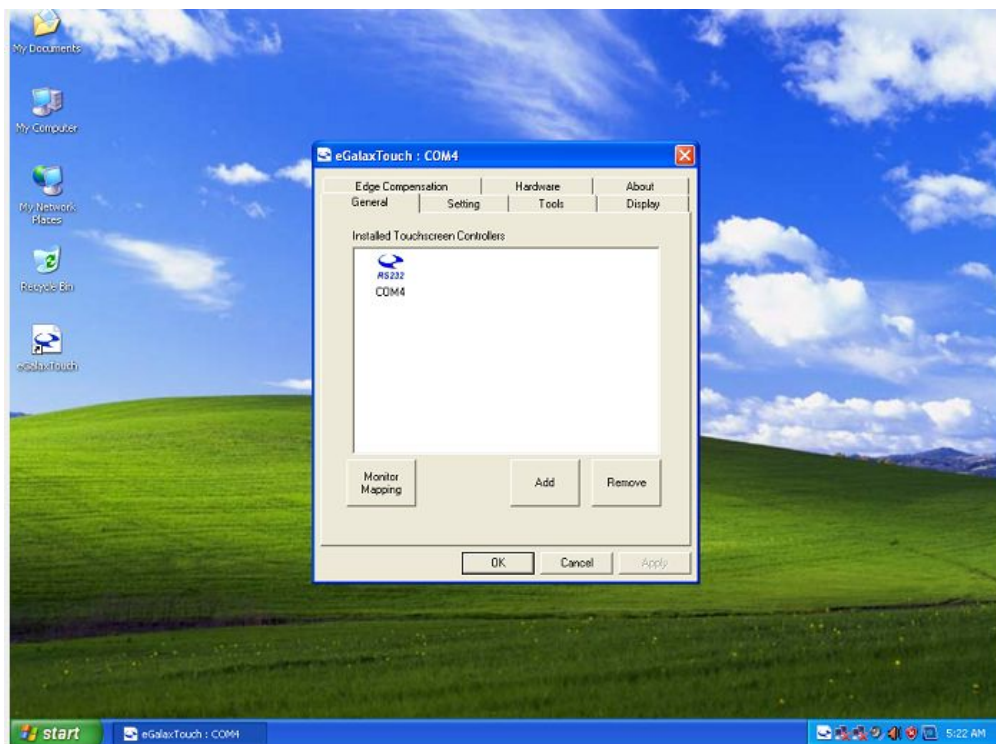 My Documents
My Computer
My Network
Places
Recycle Bin
eGalaxTouch
eGalaxTouch : COM4
Edge Compensation
Hardware
About
General
Setting
Tools
Display
Installed Touchscreen Controllers
RS232
COM4
Monitor
Mapping
Add
Remove
OK
Cancel
Apply
start
eGalaxTouch : COM4
5:22 AM